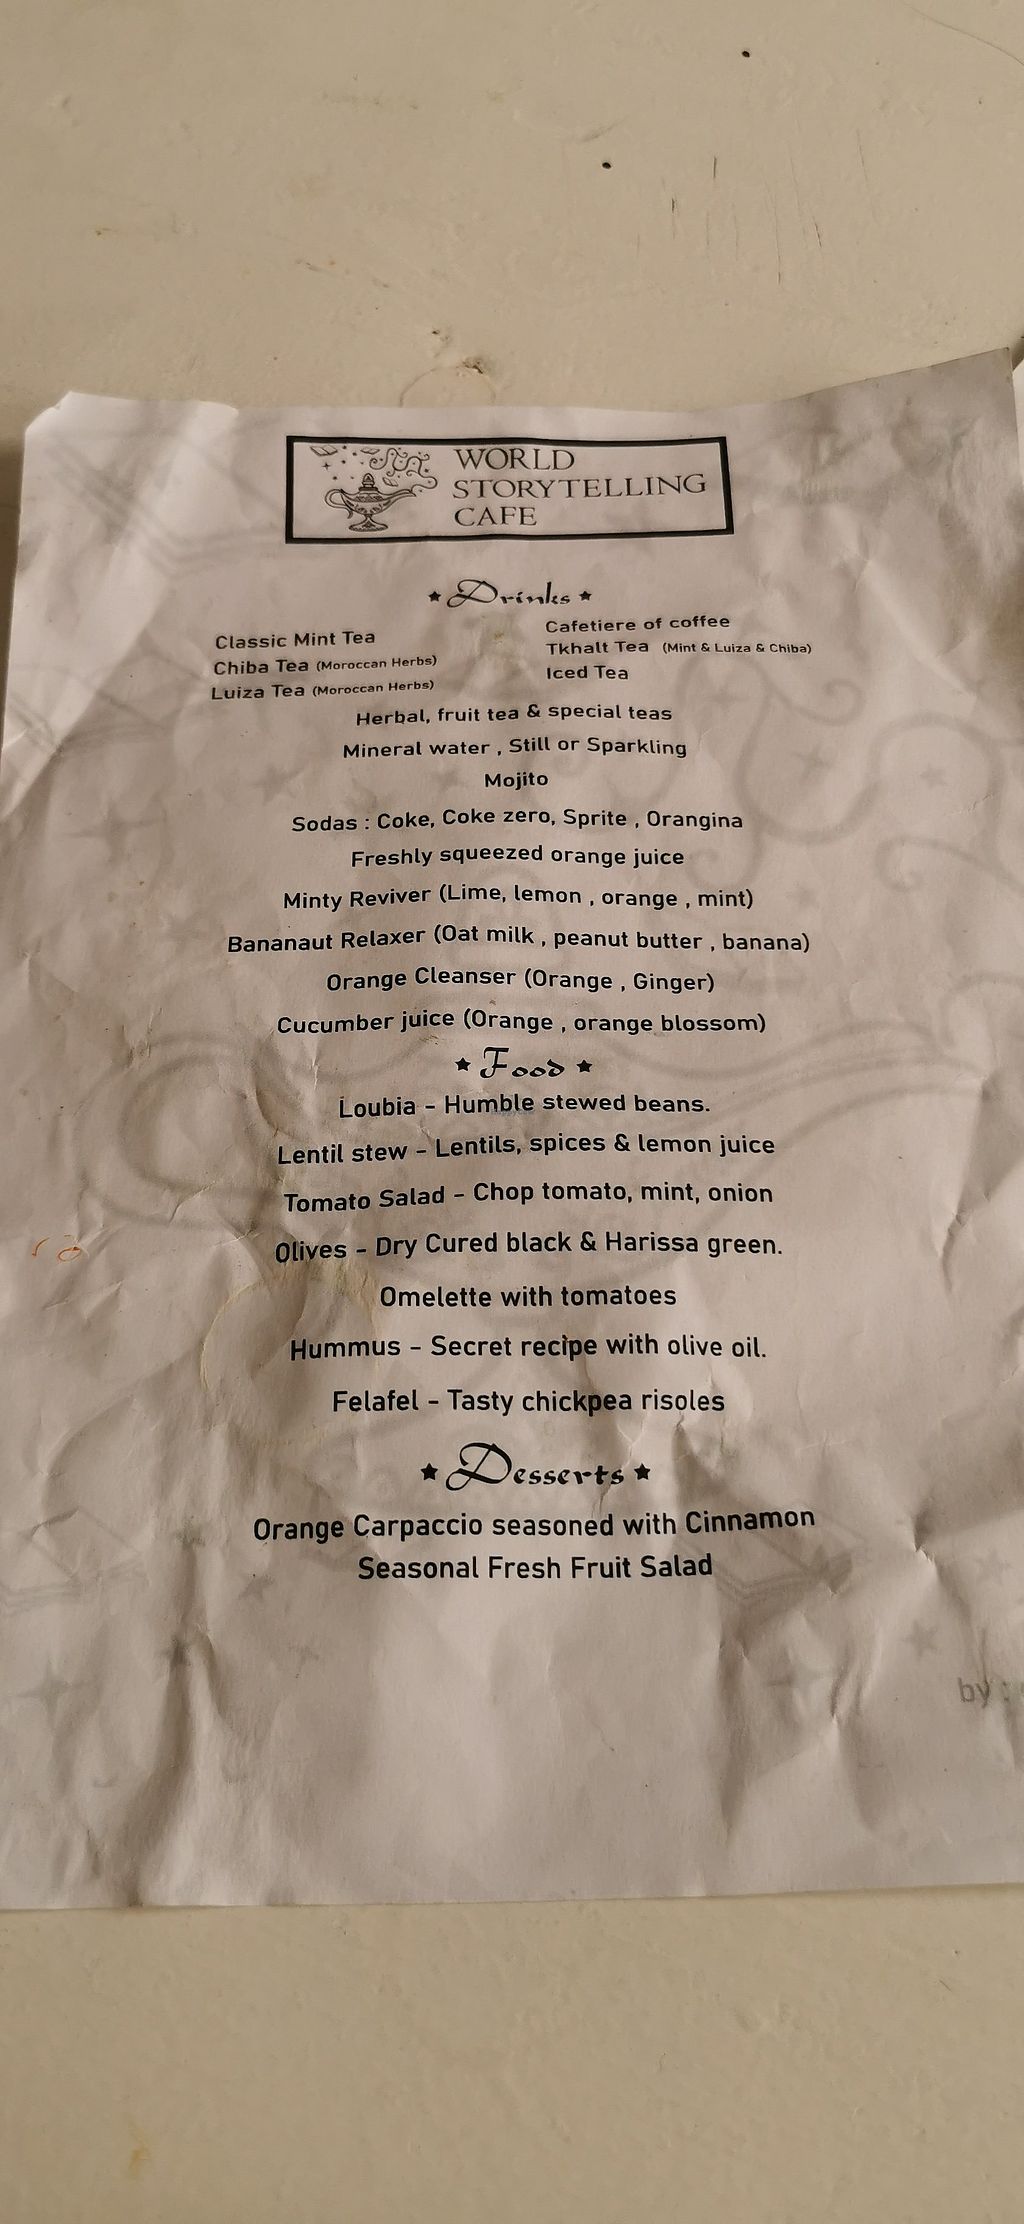 WORLD
STORYTELLING
CAFE
Drinks
Classic Mint Tea
Chiba Tea (Moroccan Herbs)
Luiza Tea (Moroccan Herbs)
Cafetiere of coffee
Tkhalt Tea (Mint & Luiza & Chiba)
Iced Tea
Herbal, fruit tea & special teas
Mineral water , Still or Sparkling
Mojito
Sodas : Coke, Coke zero, Sprite , Orangina
Freshly squeezed orange juice
Minty Reviver (Lime, lemon , orange , mint)
Bananaut Relaxer (Oat milk , peanut butter , banana)
Orange Cleanser (Orange , Ginger)
Cucumber juice (Orange , orange blossom)
Food
Loubia - Humble stewed beans.
Lentil stew - Lentils, spices & lemon juice
Tomato Salad - Chop tomato, mint, onion
Olives - Dry Cured black & Harissa green.
Omelette with tomatoes
Hummus - Secret recipe with olive oil.
Felafel - Tasty chickpea risoles
Desserts
Orange Carpaccio seasoned with Cinnamon
Seasonal Fresh Fruit Salad
by :